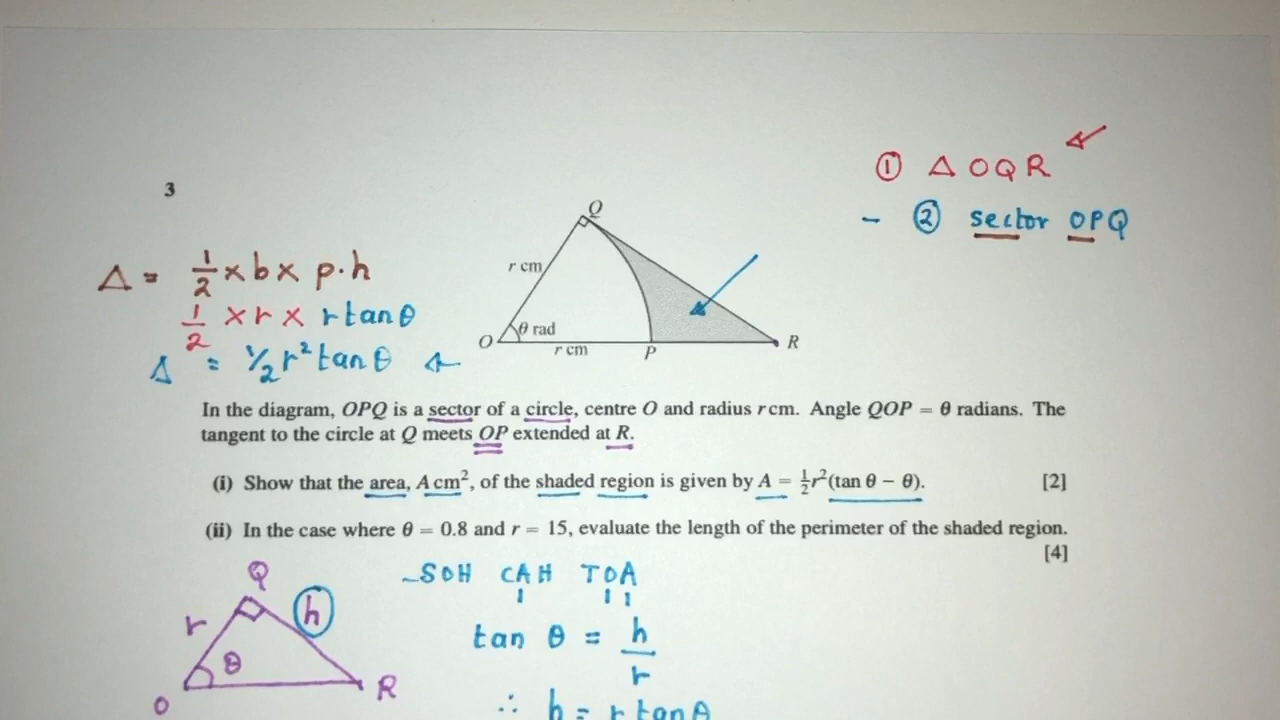 ① Δ OQR
3
Q
- ② sector OPQ
Δ = 1/2 × b × p.h
r cm
1/2 × r × r tan θ
θ rad
O
r cm
P
R
Δ = 1/2 r² tan θ
In the diagram, OPQ is a sector of a circle, centre O and radius r cm. Angle QOP = θ radians. The
tangent to the circle at Q meets OP extended at R.
(i) Show that the area, A cm², of the shaded region is given by A = ½r²(tan θ − θ). [2]
(ii) In the case where θ = 0.8 and r = 15, evaluate the length of the perimeter of the shaded region.
[4]
Q
SOH CAH TOA
r
h
tan θ = h/r
θ
O
R
∴ h = r tan θ